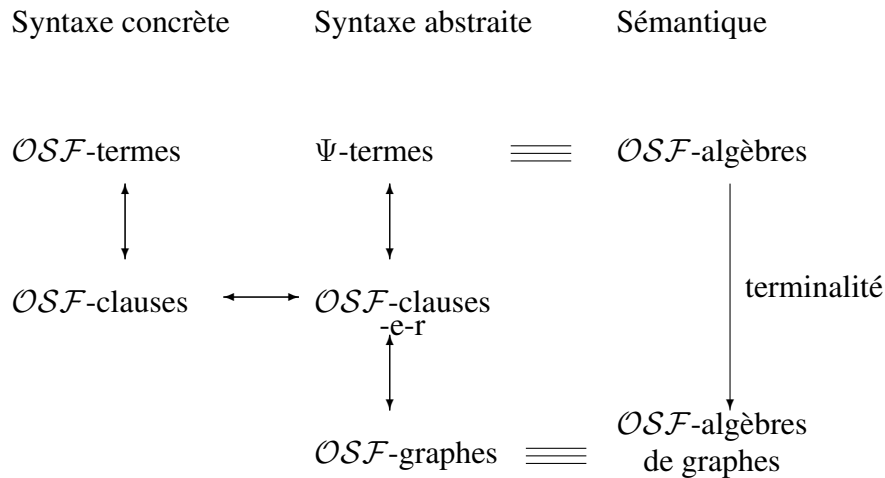 Syntaxe concrète Syntaxe abstraite Sémantique
𝒪𝒮ℱ-termes Ψ-termes 𝒪𝒮ℱ-algèbres
𝒪𝒮ℱ-clauses 𝒪𝒮ℱ-clauses terminalité
-e-r
𝒪𝒮ℱ-graphes 𝒪𝒮ℱ-algèbres
de graphes